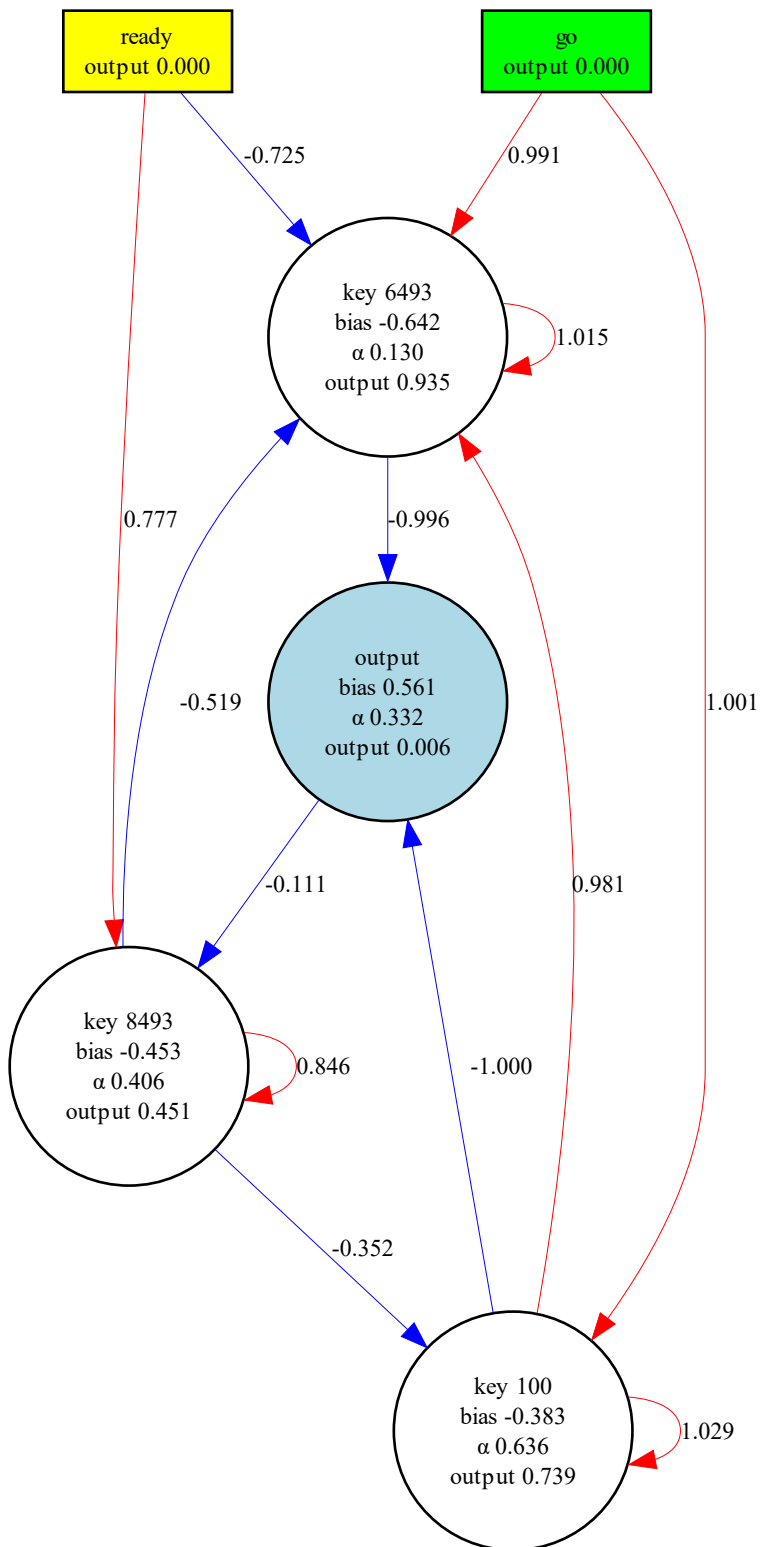 ready
output 0.000
go
output 0.000
-0.725
0.991
key 6493
bias -0.642
α 0.130
output 0.935
1.015
0.777
-0.996
output
bias 0.561
α 0.332
output 0.006
-0.519
1.001
-0.111
0.981
key 8493
bias -0.453
α 0.406
output 0.451
0.846
-1.000
-0.352
key 100
bias -0.383
α 0.636
output 0.739
1.029